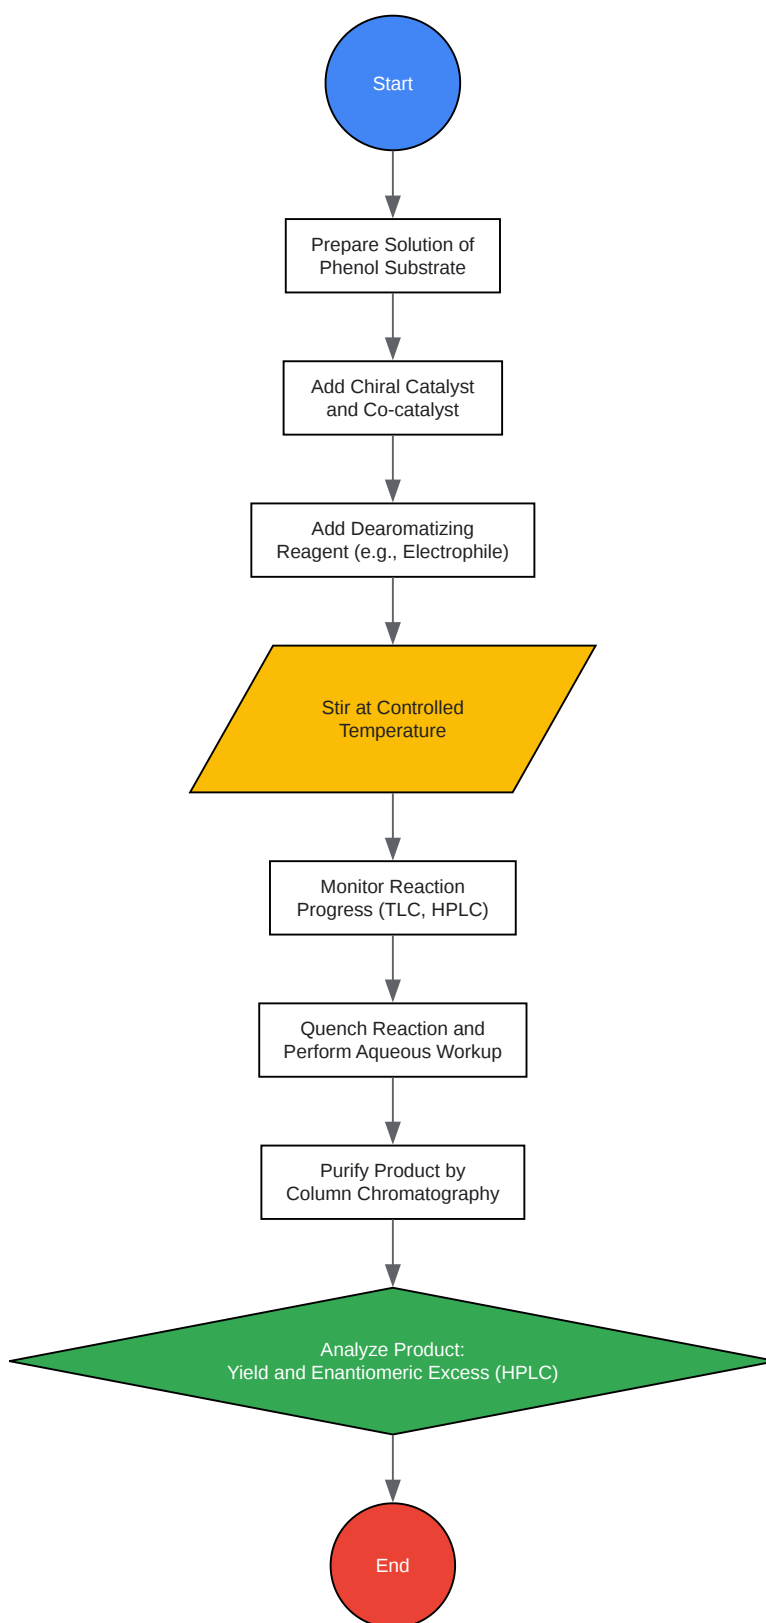 Start
Prepare Solution of
Phenol Substrate
Add Chiral Catalyst
and Co-catalyst
Add Dearomatizing
Reagent (e.g., Electrophile)
Stir at Controlled
Temperature
Monitor Reaction
Progress (TLC, HPLC)
Quench Reaction and
Perform Aqueous Workup
Purify Product by
Column Chromatography
Analyze Product:
Yield and Enantiomeric Excess (HPLC)
End